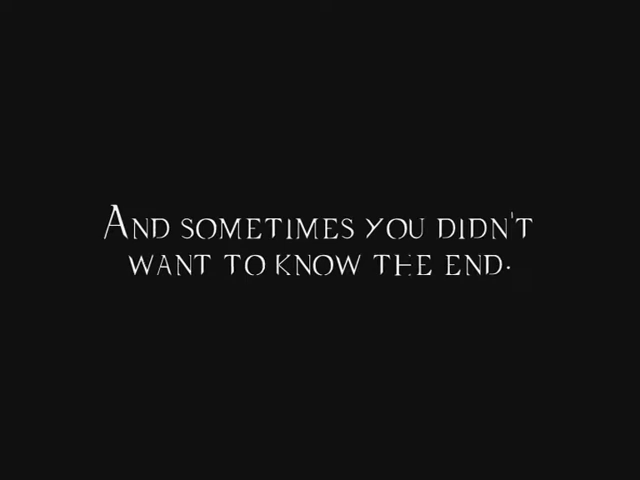 And sometimes you didn't
want to know the end.